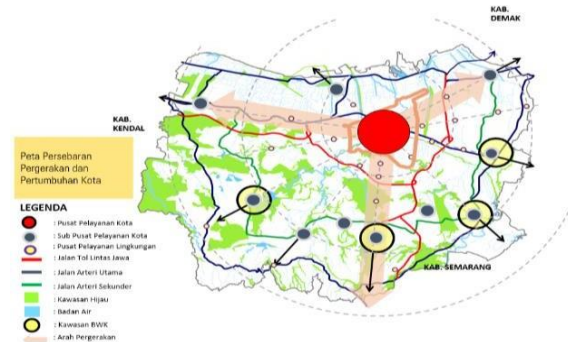 KAB.
DEMAK
KAB.
KENDAL
KAB. SEMARANG
Peta Persebaran
Pergerakan dan
Pertumbuhan Kota
LEGENDA
: Pusat Pelayanan Kota
: Sub Pusat Pelayanan Kota
: Pusat Pelayanan Lingkungan
: Jalan Tol Lintas Jawa
: Jalan Arteri Utama
: Jalan Arteri Sekunder
: Kawasan Hijau
: Badan Air
: Kawasan BWK
: Arah Pergerakan